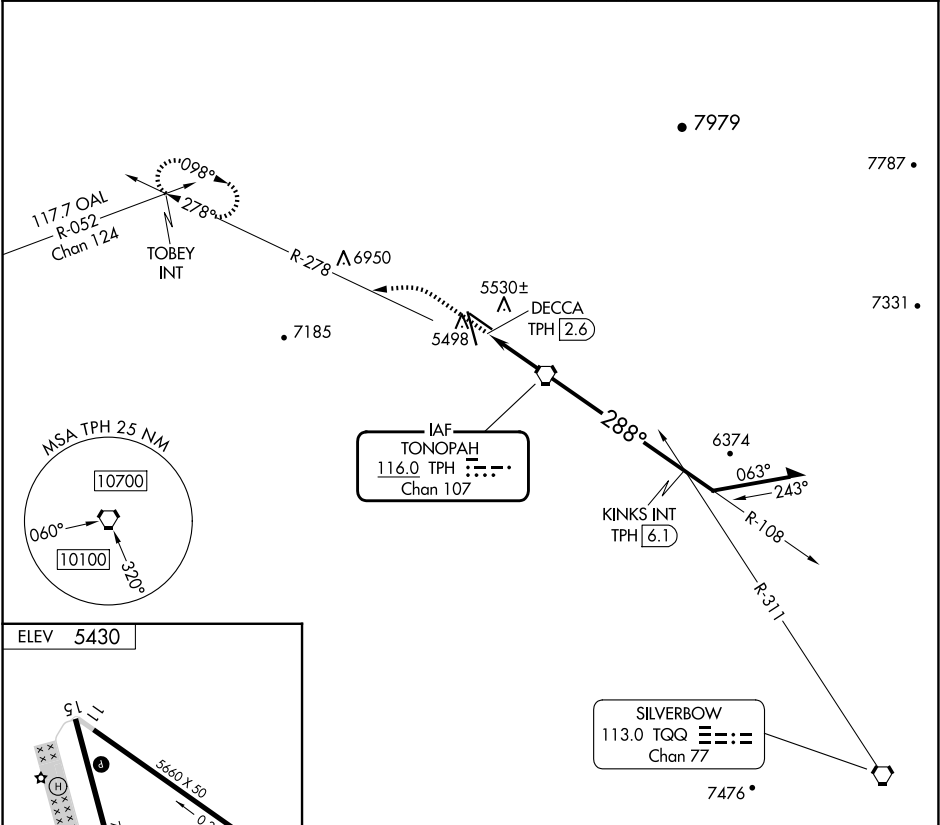 7979
7787
098°
278°
117.7 OAL
R-052
Chan 124
TOBEY
INT
R-278
6950
5530±
DECCA
TPH 2.6
7331
7185
5498
IAF
TONOPAH
116.0 TPH
Chan 107
288°
6374
063°
243°
KINKS INT
TPH 6.1
R-108
R-311
MSA TPH 25 NM
10700
060°
10100
320°
ELEV 5430
15
11
P
H
5660 X 50
SILVERBOW
113.0 TQQ
Chan 77
7476